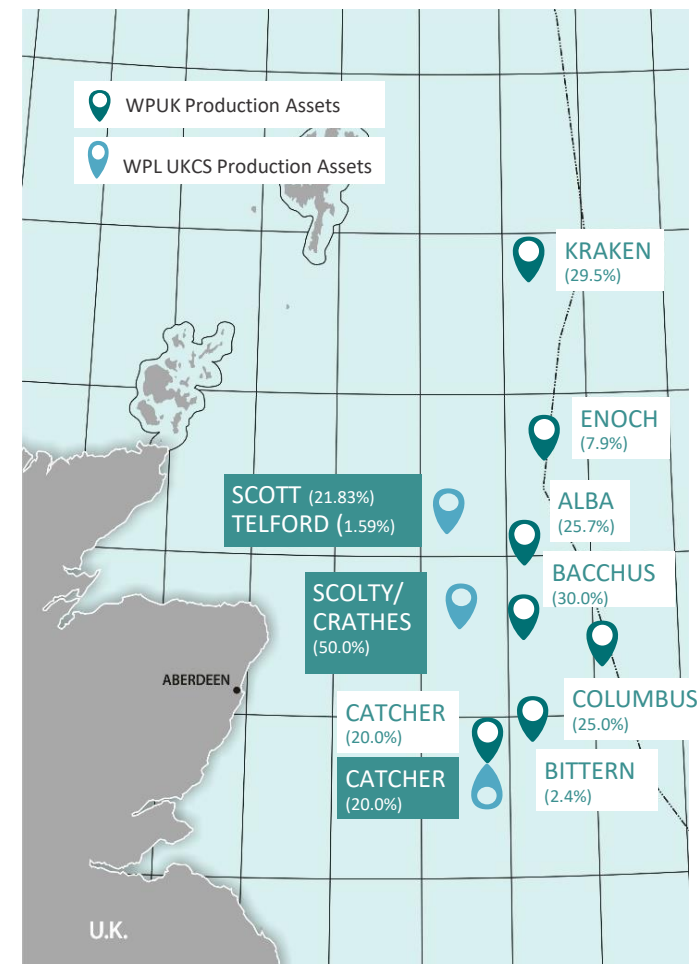 WPUK Production Assets
WPL UKCS Production Assets
KRAKEN
(29.5%)
ENOCH
(7.9%)
SCOTT (21.83%)
TELFORD (1.59%)
ALBA
(25.7%)
BACCHUS
(30.0%)
SCOLTY/
CRATHES
(50.0%)
ABERDEEN
COLUMBUS
(25.0%)
CATCHER
(20.0%)
CATCHER
(20.0%)
BITTERN
(2.4%)
U.K.